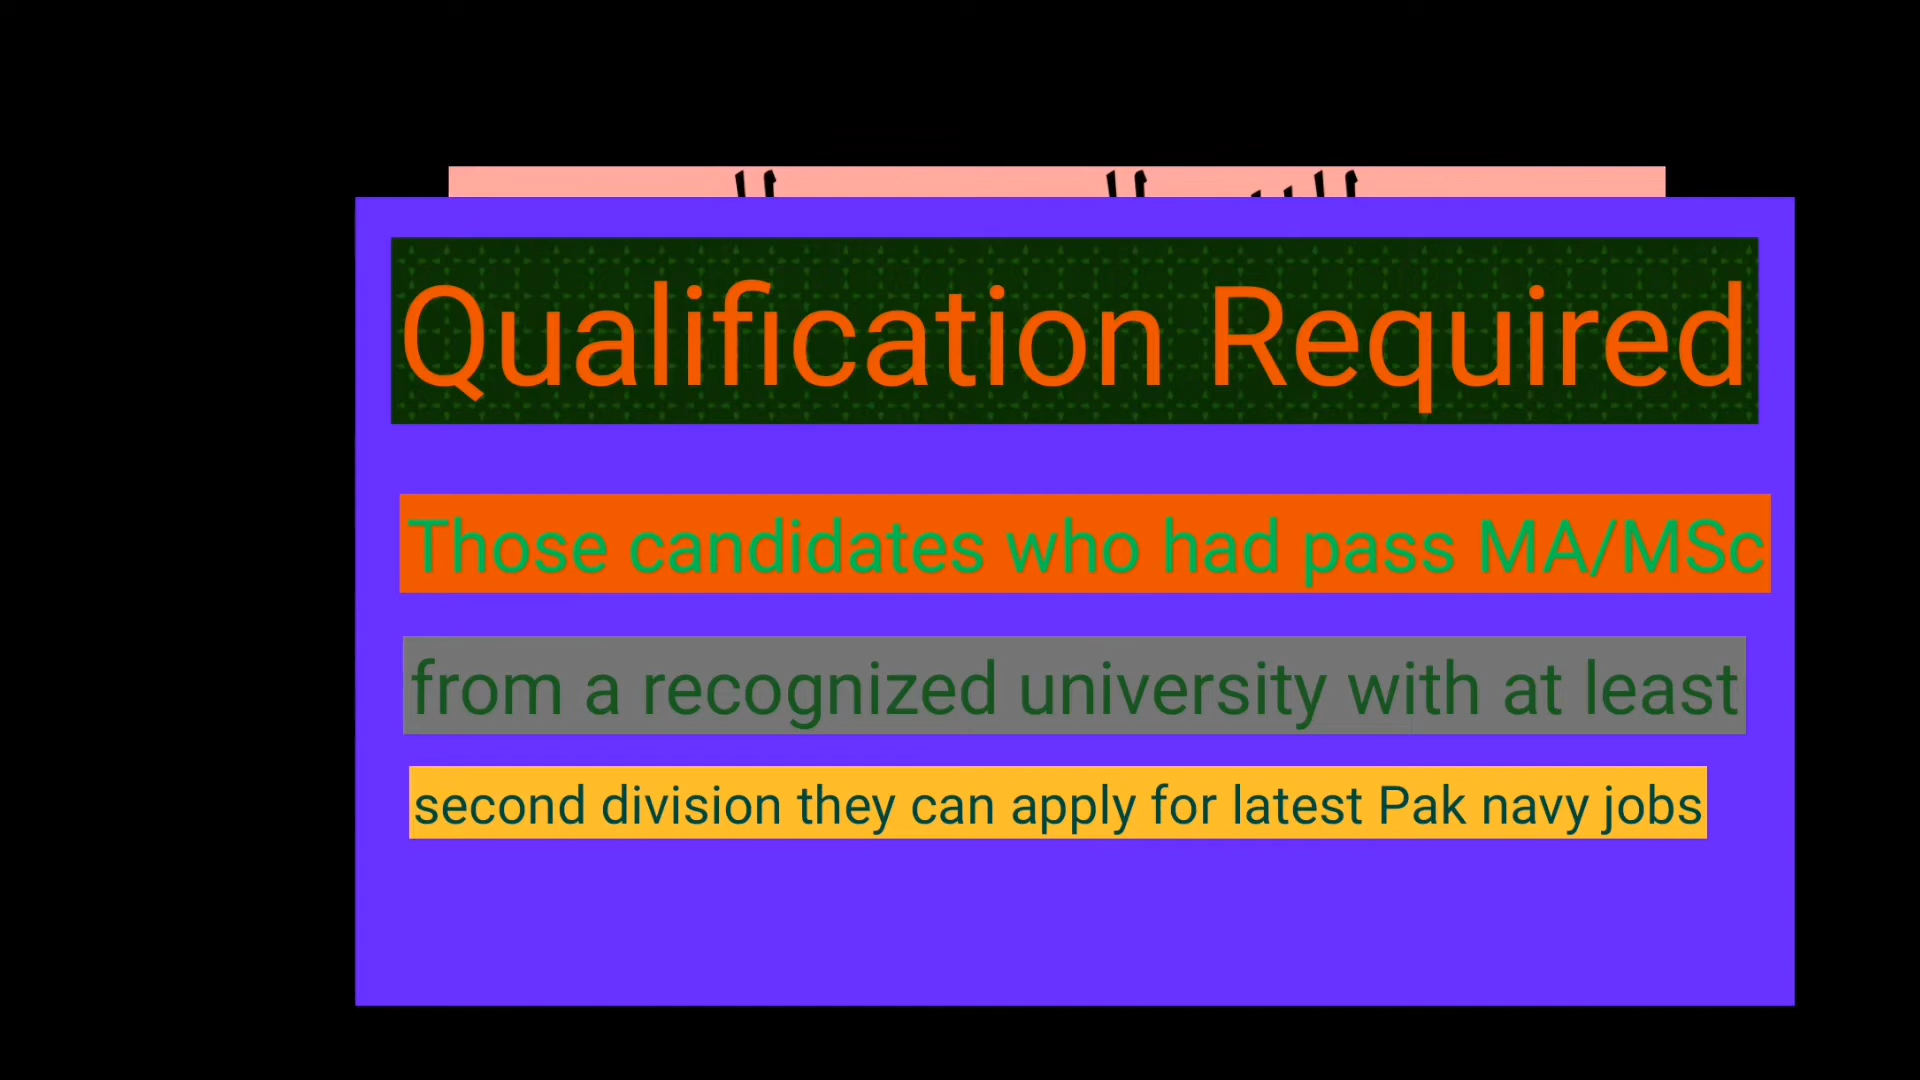 Qualification Required
Those candidates who had pass MA/MSc
from a recognized university with at least
second division they can apply for latest Pak navy jobs